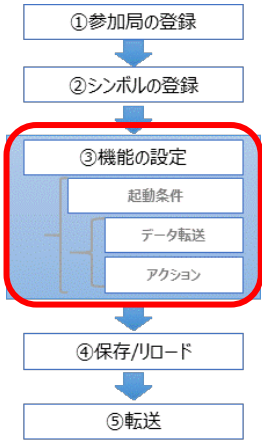 ①参加局の登録
②シンボルの登録
③機能の設定
起動条件
データ転送
アクション
④保存/リロード
⑤転送